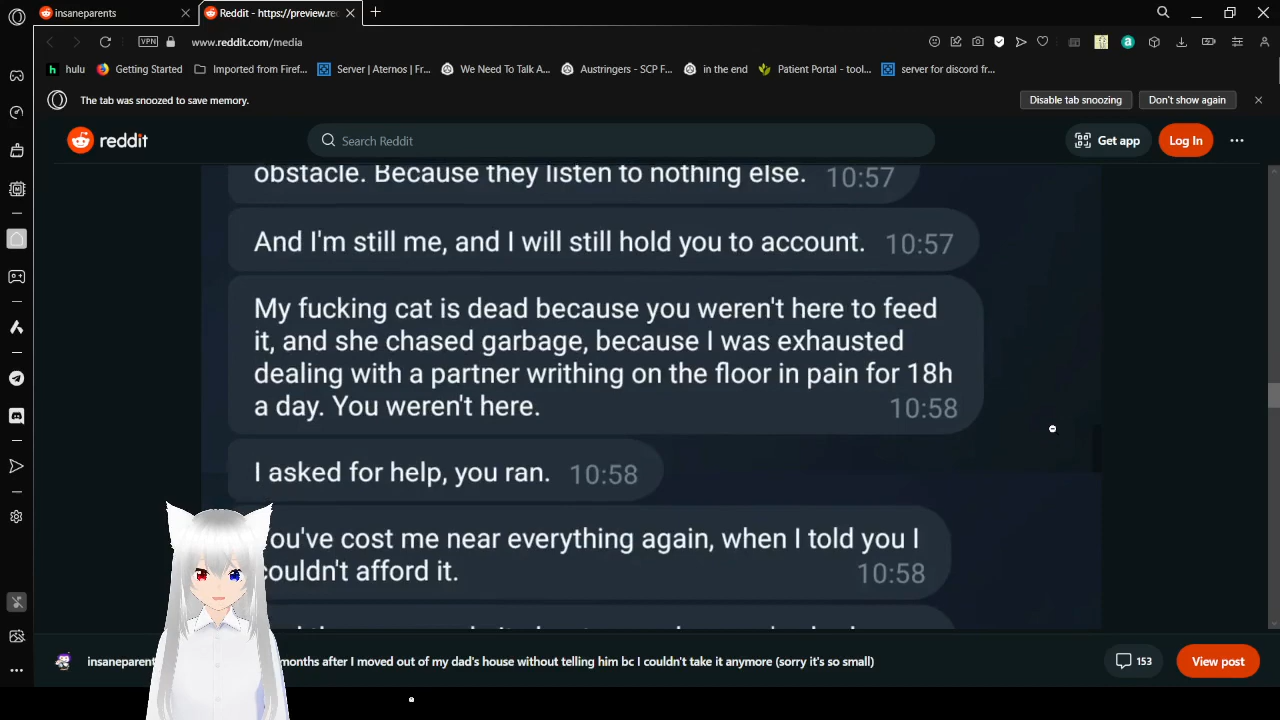 insaneparents
Reddit - https://preview.rec
VPN
www.reddit.com/media
hulu
Getting Started
Imported from Firef...
Server | Aternos | Fr...
We Need To Talk A...
Austringers - SCP F...
in the end
Patient Portal - tool...
server for discord fr...
The tab was snoozed to save memory.
Disable tab snoozing
Don't show again
reddit
Search Reddit
Get app
Log In
obstacle. Because they listen to nothing else. 10:57
And I'm still me, and I will still hold you to account. 10:57
My fucking cat is dead because you weren't here to feed
it, and she chased garbage, because I was exhausted
dealing with a partner writhing on the floor in pain for 18h
a day. You weren't here. 10:58
I asked for help, you ran. 10:58
ou've cost me near everything again, when I told you I
couldn't afford it. 10:58
insaneparent months after I moved out of my dad's house without telling him bc I couldn't take it anymore (sorry it's so small)
153
View post